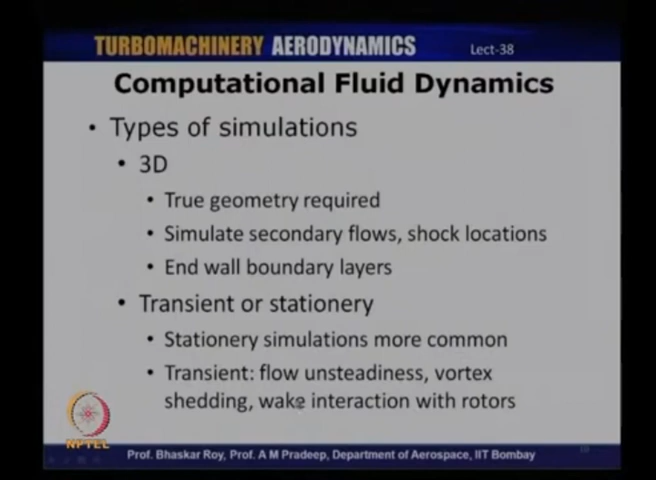 TURBOMACHINERY AERODYNAMICS Lect-38
Computational Fluid Dynamics
• Types of simulations
• 3D
• True geometry required
• Simulate secondary flows, shock locations
• End wall boundary layers
• Transient or stationery
• Stationery simulations more common
• Transient: flow unsteadiness, vortex
shedding, wake interaction with rotors
NPTEL
Prof. Bhaskar Roy, Prof. A M Pradeep, Department of Aerospace, IIT Bombay